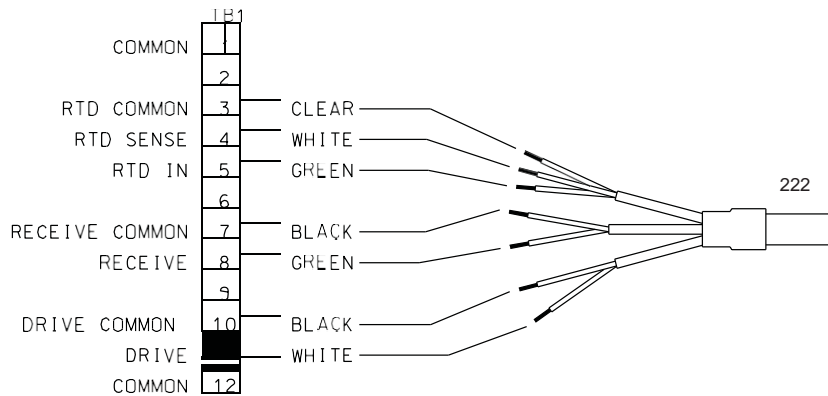 TB1
COMMON 1
2
RTD COMMON 3 CLEAR
RTD SENSE 4 WHITE
RTD IN 5 GREEN
6
RECEIVE COMMON 7 BLACK
RECEIVE 8 GREEN
9
DRIVE COMMON 10 BLACK
DRIVE WHITE
COMMON 12
222